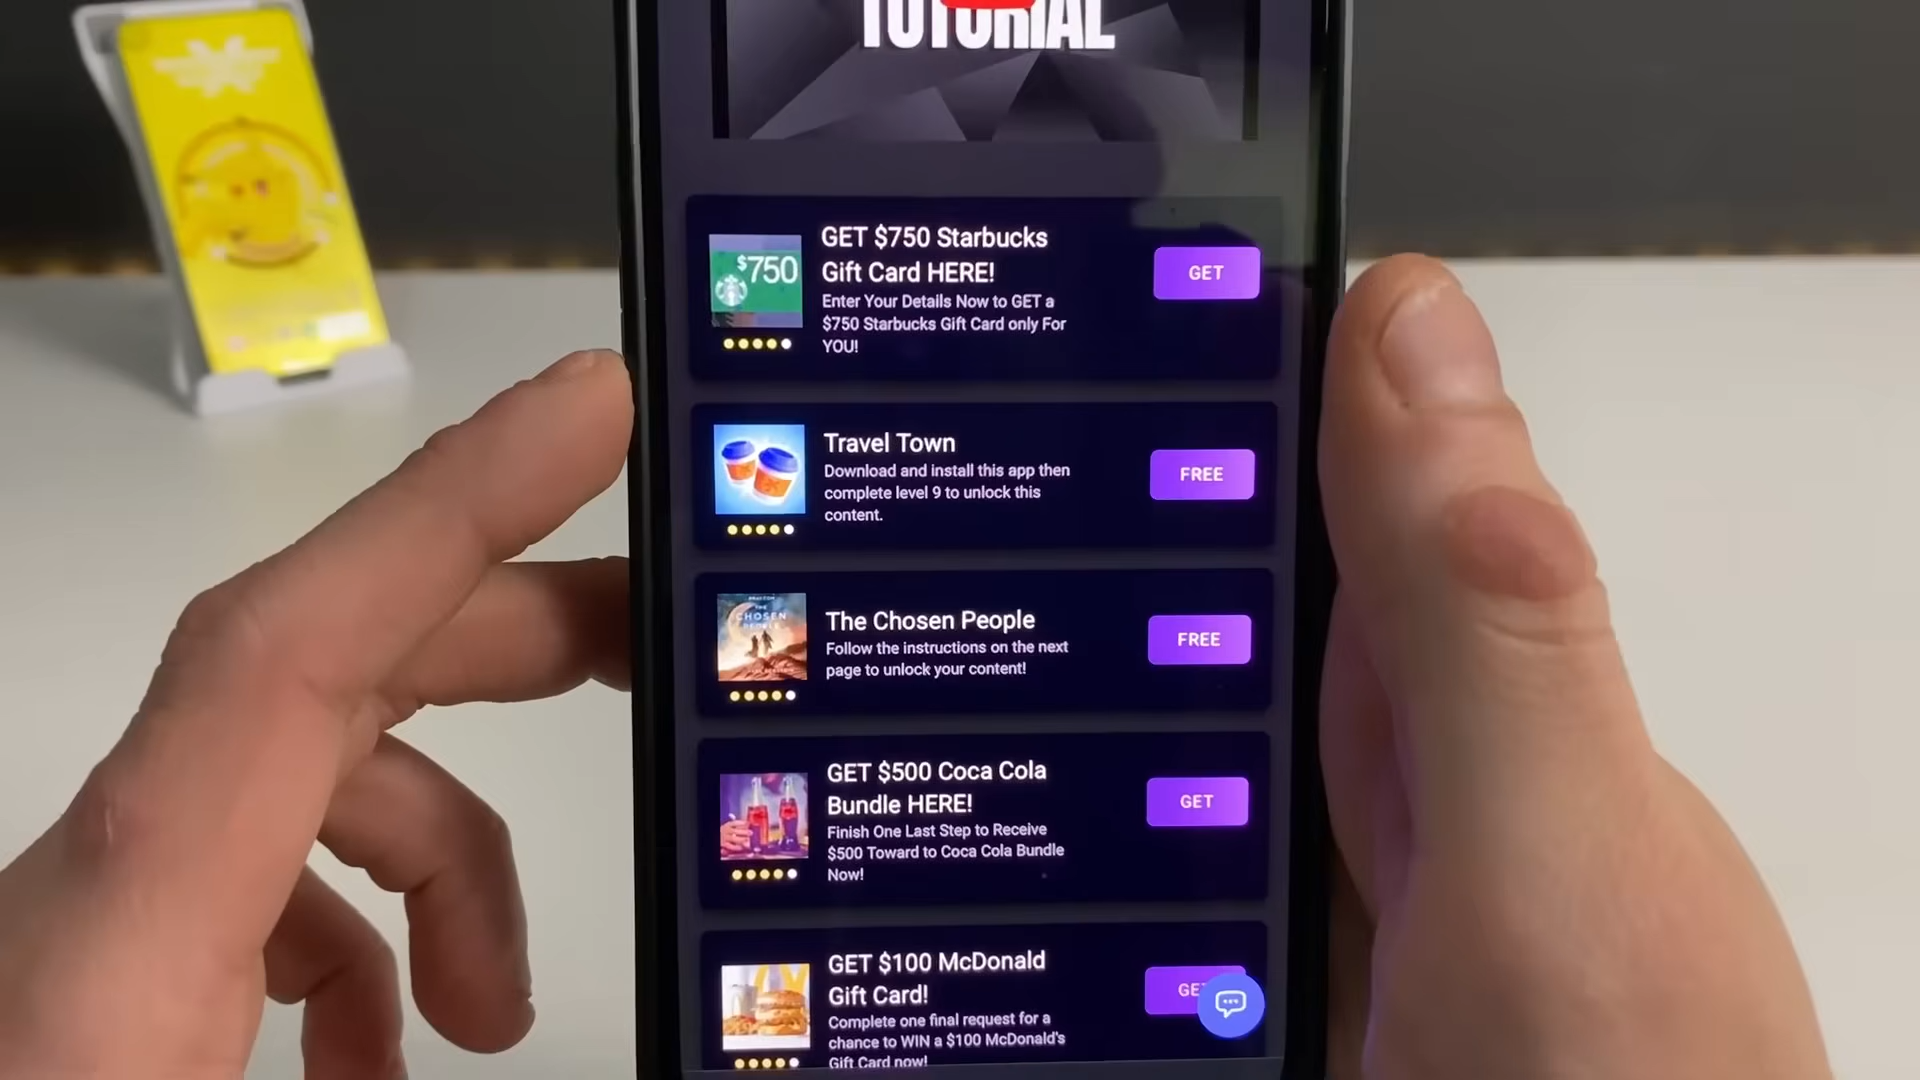 TUTORIAL
$750
GET $750 Starbucks
Gift Card HERE!
Enter Your Details Now to GET a
$750 Starbucks Gift Card only For
YOU!
GET
Travel Town
Download and install this app then
complete level 9 to unlock this
content.
FREE
THE
CHOSEN
PEOPLE
The Chosen People
Follow the instructions on the next
page to unlock your content!
FREE
GET $500 Coca Cola
Bundle HERE!
Finish One Last Step to Receive
$500 Toward to Coca Cola Bundle
Now!
GET
GET $100 McDonald
Gift Card!
Complete one final request for a
chance to WIN a $100 McDonald's
Gift Card now!
GET